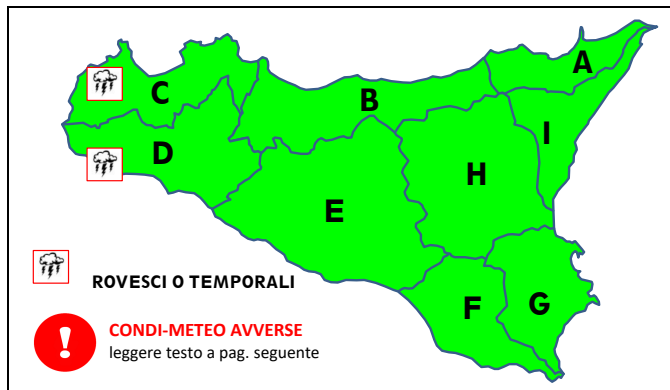 A
C
B
I
D
H
E
F
G
ROVESCI O TEMPORALI
CONDI-METEO AVVERSE
leggere testo a pag. seguente